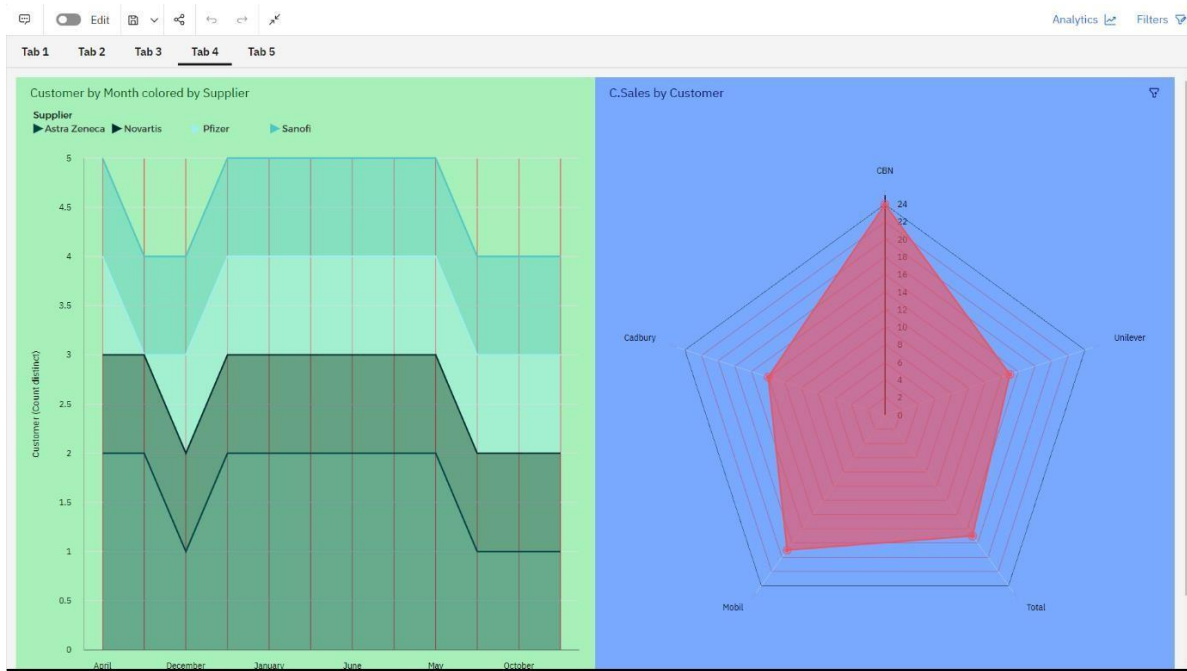 Edit
Analytics
Filters
Tab 1 Tab 2 Tab 3 Tab 4 Tab 5
Customer by Month colored by Supplier
Supplier
Astra Zeneca Novartis Pfizer Sanofi
5
4.5
4
3.5
3
2.5
2
1.5
1
0.5
0
Customer (Count distinct)
April December January June May October
C.Sales by Customer
CBN
24
22
20
18
16
14
12
10
8
6
4
2
0
Cadbury
Unilever
Mobil
Total